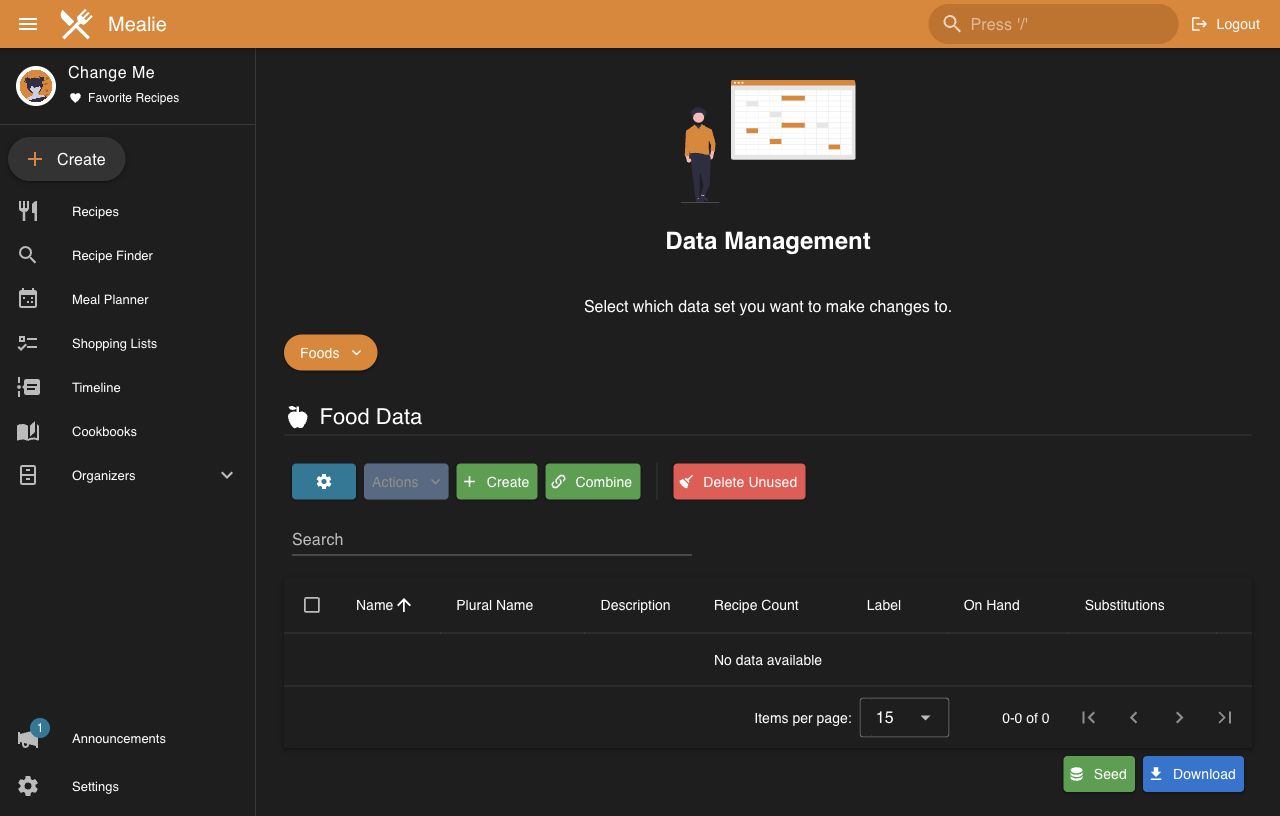 Mealie
Press '/'
Logout
Change Me
Favorite Recipes
Create
Recipes
Recipe Finder
Meal Planner
Shopping Lists
Timeline
Cookbooks
Organizers
1
Announcements
Settings
Data Management
Select which data set you want to make changes to.
Foods
Food Data
Actions
Create
Combine
Delete Unused
Search
Name Plural Name Description Recipe Count Label On Hand Substitutions
No data available
Items per page: 15 0-0 of 0
Seed
Download